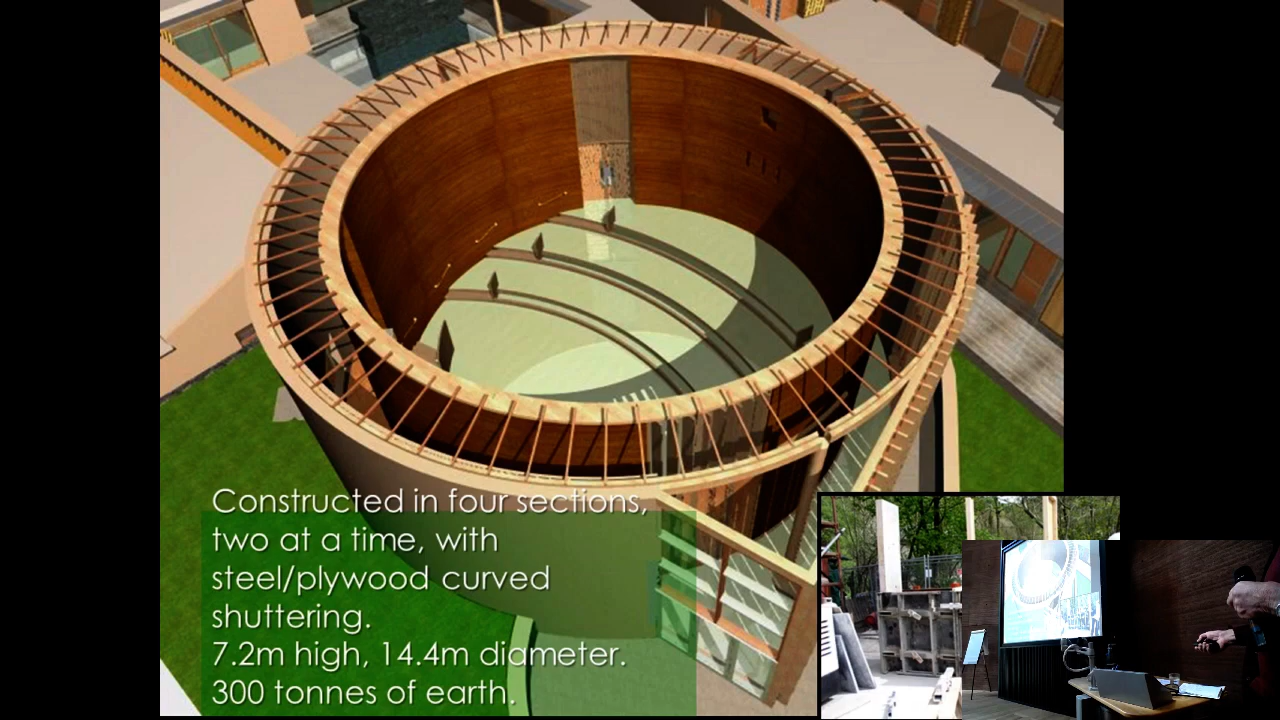 Constructed in four sections,
two at a time, with
steel/plywood curved
shuttering.
7.2m high, 14.4m diameter.
300 tonnes of earth.